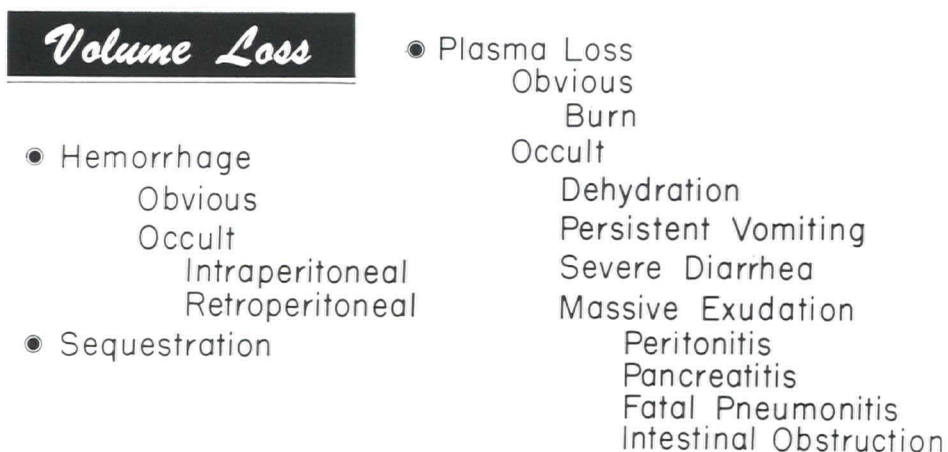 Volume Loss
Hemorrhage
Obvious
Occult
Intraperitoneal
Retroperitoneal
Sequestration
Plasma Loss
Obvious
Burn
Occult
Dehydration
Persistent Vomiting
Severe Diarrhea
Massive Exudation
Peritonitis
Pancreatitis
Fatal Pneumonitis
Intestinal Obstruction